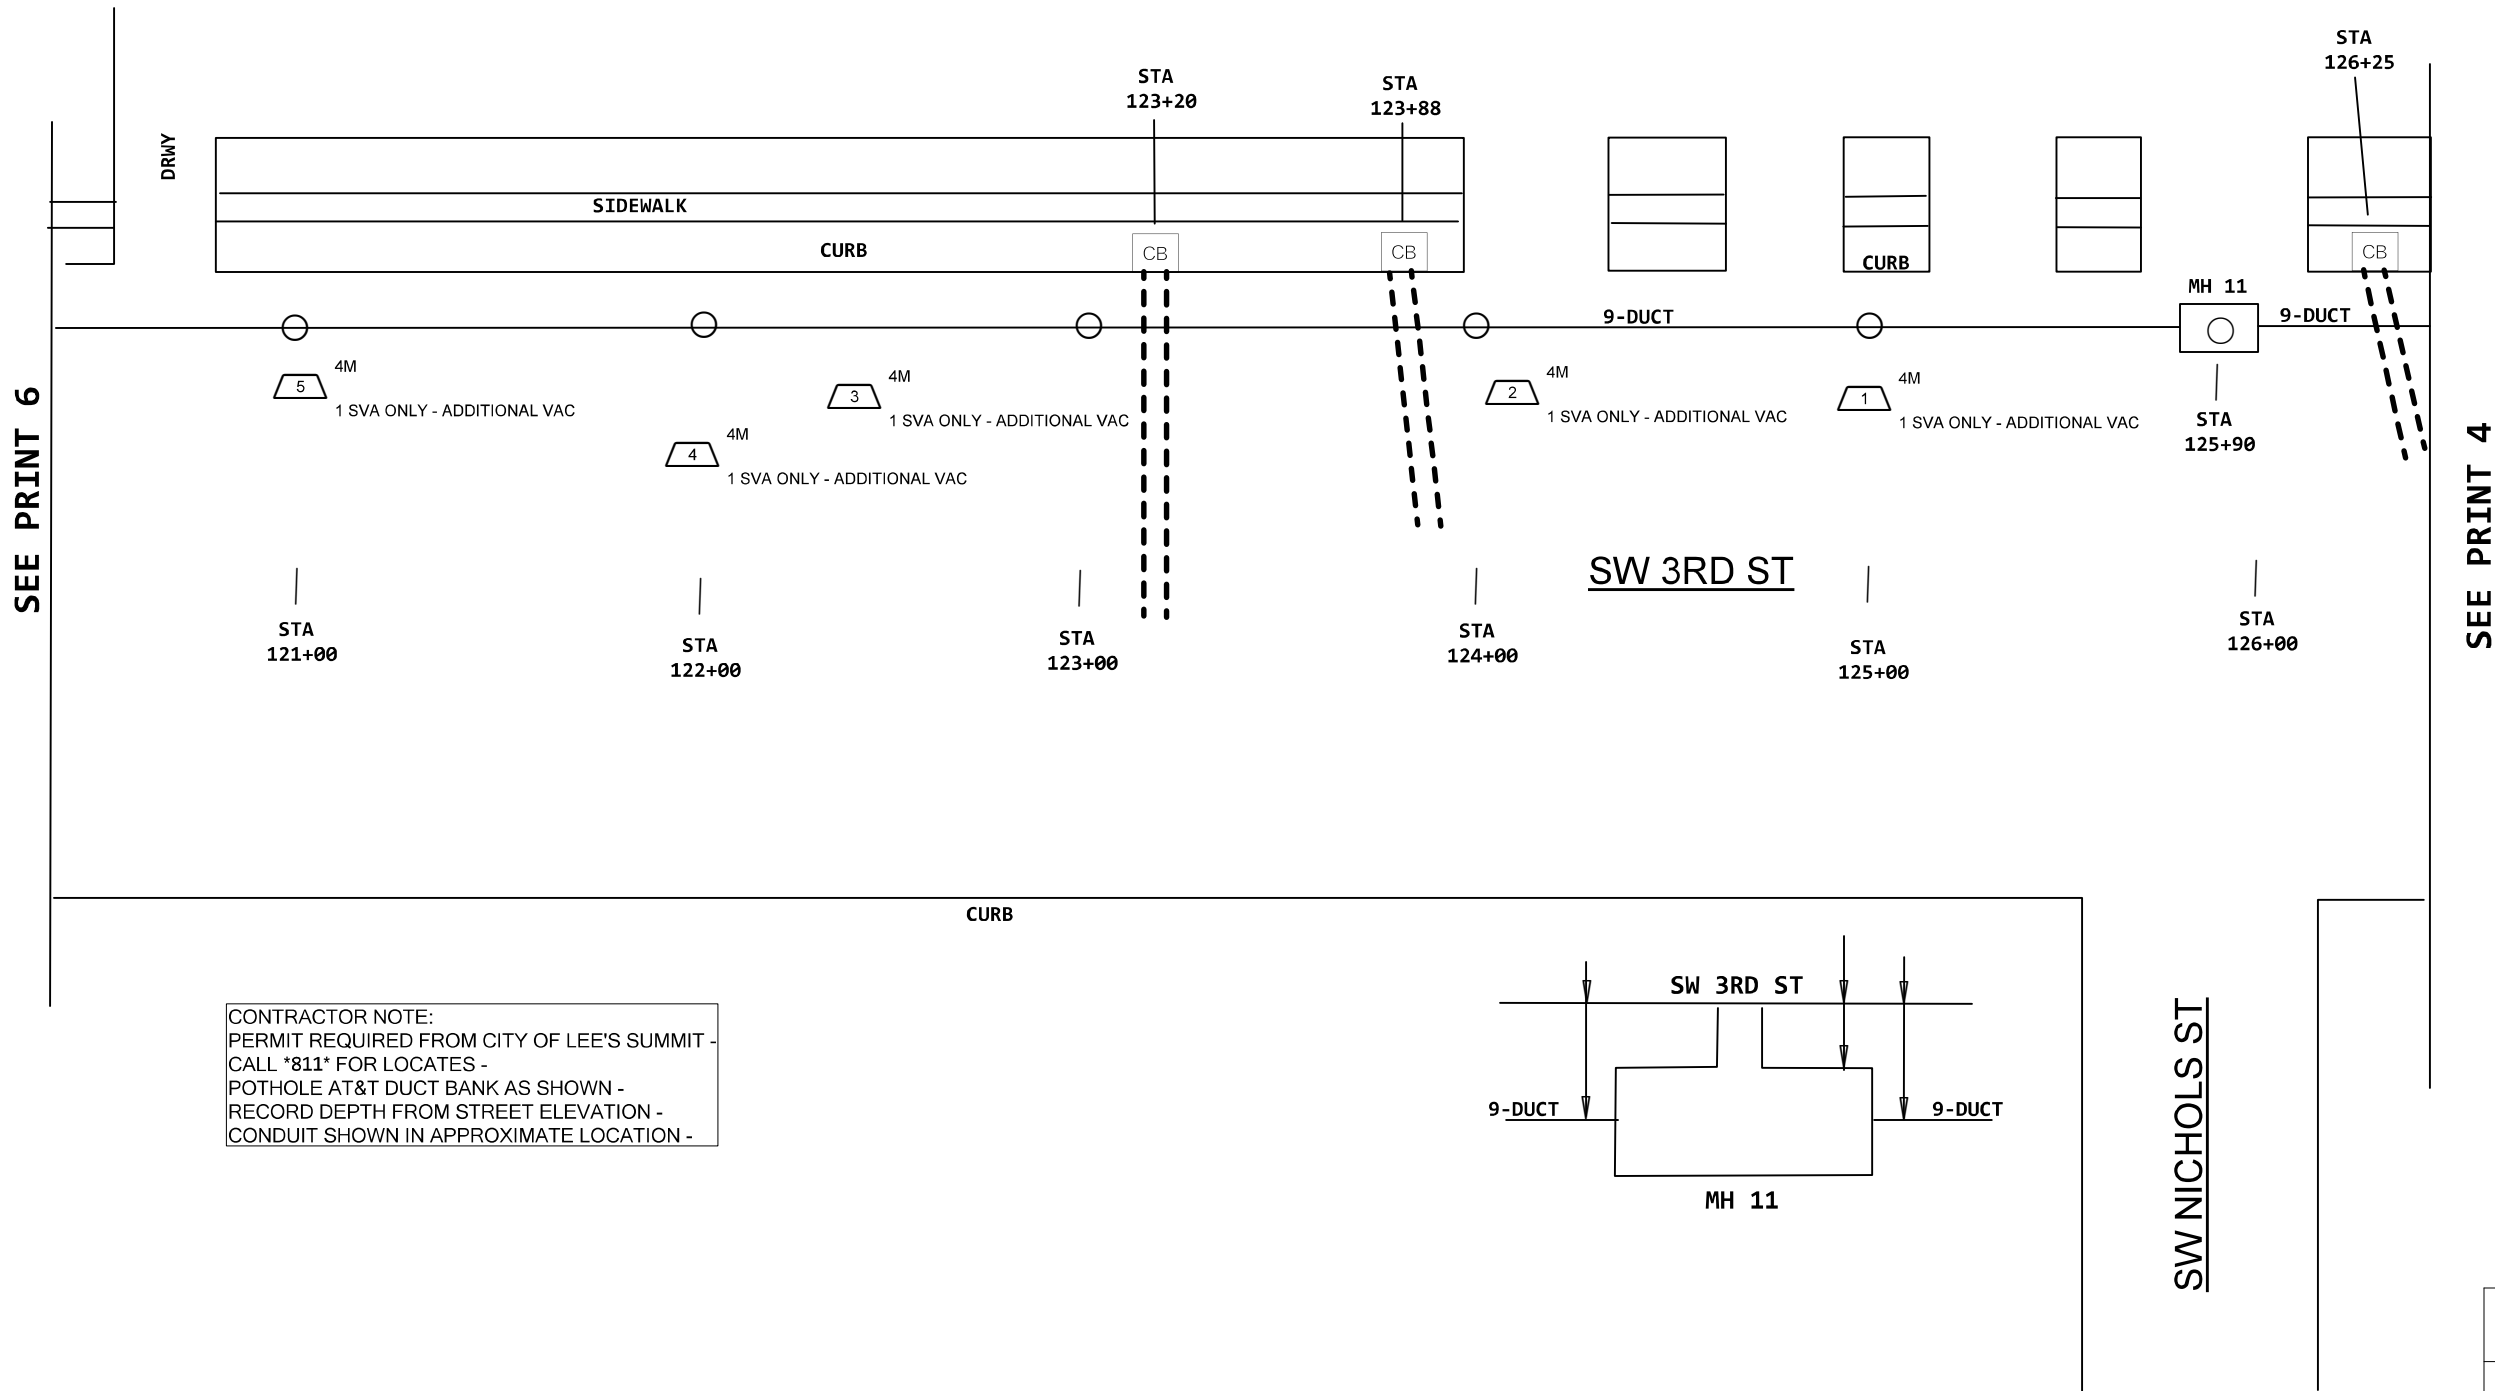 STA
126+25
STA
123+20
STA
123+88
DRWY
SIDEWALK
CURB
CB
CB
CURB
CB
MH 11
9-DUCT
9-DUCT
SEE PRINT 6
5
4M
1 SVA ONLY - ADDITIONAL VAC
4
4M
1 SVA ONLY - ADDITIONAL VAC
3
4M
1 SVA ONLY - ADDITIONAL VAC
2
4M
1 SVA ONLY - ADDITIONAL VAC
1
4M
1 SVA ONLY - ADDITIONAL VAC
STA
125+90
SEE PRINT 4
SW 3RD ST
STA
121+00
STA
122+00
STA
123+00
STA
124+00
STA
125+00
STA
126+00
CURB
CONTRACTOR NOTE:
PERMIT REQUIRED FROM CITY OF LEE'S SUMMIT -
CALL *811* FOR LOCATES -
POTHOLE AT&T DUCT BANK AS SHOWN -
RECORD DEPTH FROM STREET ELEVATION -
CONDUIT SHOWN IN APPROXIMATE LOCATION -
SW 3RD ST
9-DUCT
9-DUCT
MH 11
SW NICHOLS ST